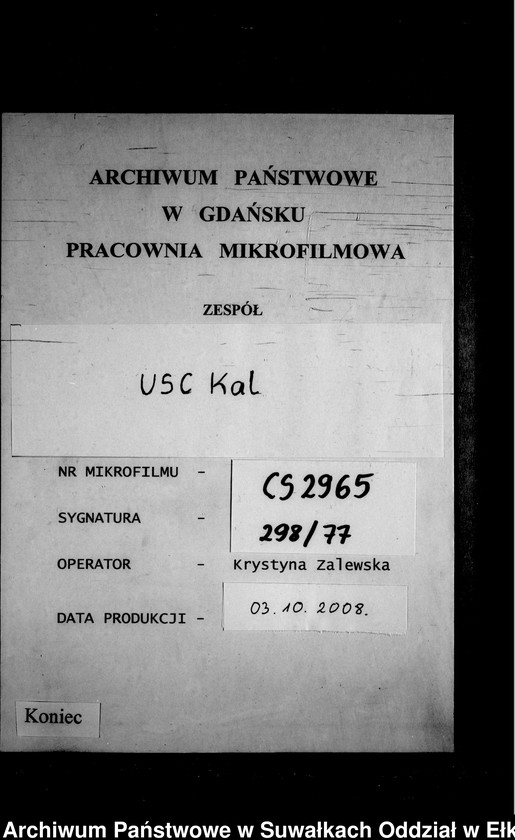 ARCHIWUM PAŃSTWOWE
W GDAŃSKU
PRACOWNIA MIKROFILMOWA
ZESPÓŁ
USC Kal
NR MIKROFILMU - CS 2965
SYGNATURA - 298/77
OPERATOR - Krystyna Zalewska
DATA PRODUKCJI - 03.10.2008.
Koniec
Archiwum Państwowe w Suwałkach Oddział w Ełk